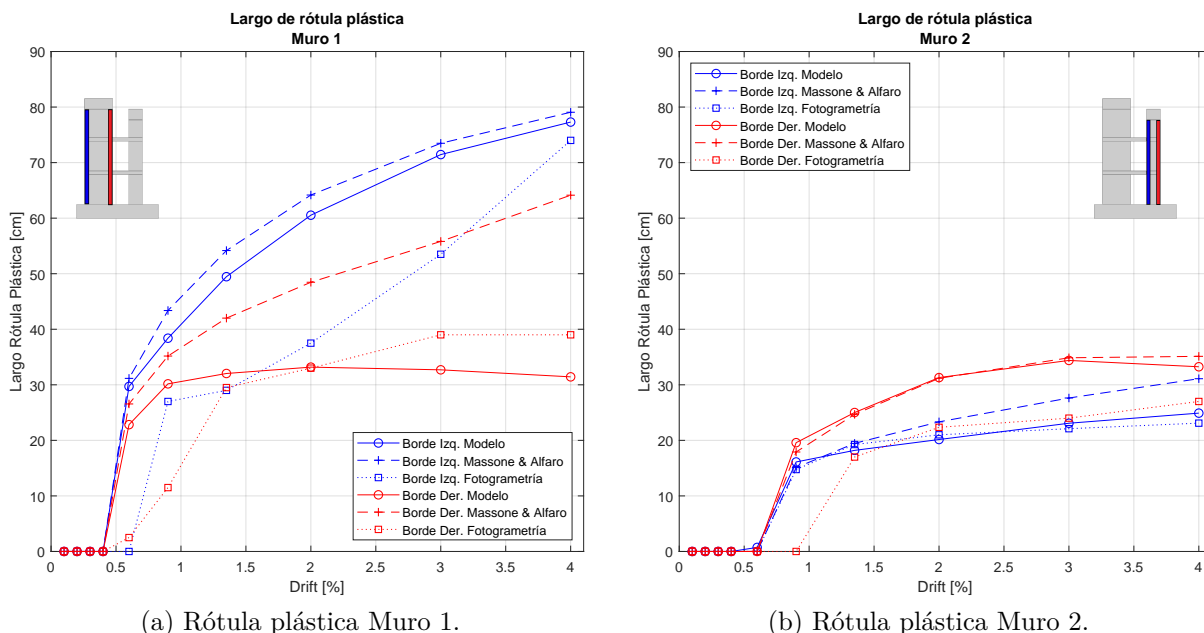 Largo de rótula plástica
Muro 1
90
80
70
60
50
40
30
20
10
0
Largo Rótula Plástica [cm]
Borde Izq. Modelo
Borde Izq. Massone & Alfaro
Borde Izq. Fotogrametría
Borde Der. Modelo
Borde Der. Massone & Alfaro
Borde Der. Fotogrametría
0 0.5 1 1.5 2 2.5 3 3.5 4
Drift [%]
(a) Rótula plástica Muro 1.
Largo de rótula plástica
Muro 2
90
80
70
60
50
40
30
20
10
0
Largo Rótula Plástica [cm]
Borde Izq. Modelo
Borde Izq. Massone & Alfaro
Borde Izq. Fotogrametría
Borde Der. Modelo
Borde Der. Massone & Alfaro
Borde Der. Fotogrametría
0 0.5 1 1.5 2 2.5 3 3.5 4
Drift [%]
(b) Rótula plástica Muro 2.